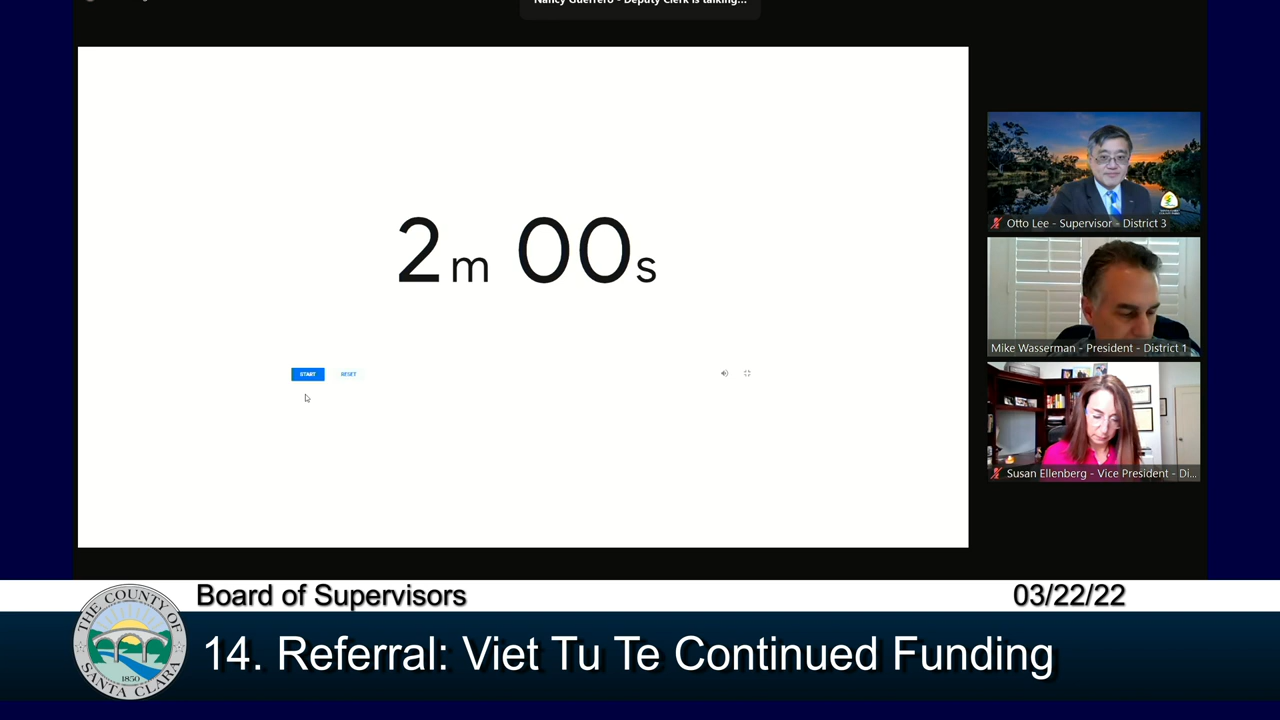 Nancy Guerrero - Deputy Clerk is talking...
2m 00s
START
RESET
Otto Lee - Supervisor - District 3
Mike Wasserman - President - District 1
Susan Ellenberg - Vice President - Di...
Board of Supervisors
03/22/22
THE COUNTY OF
SANTA CLARA
1850
14. Referral: Viet Tu Te Continued Funding